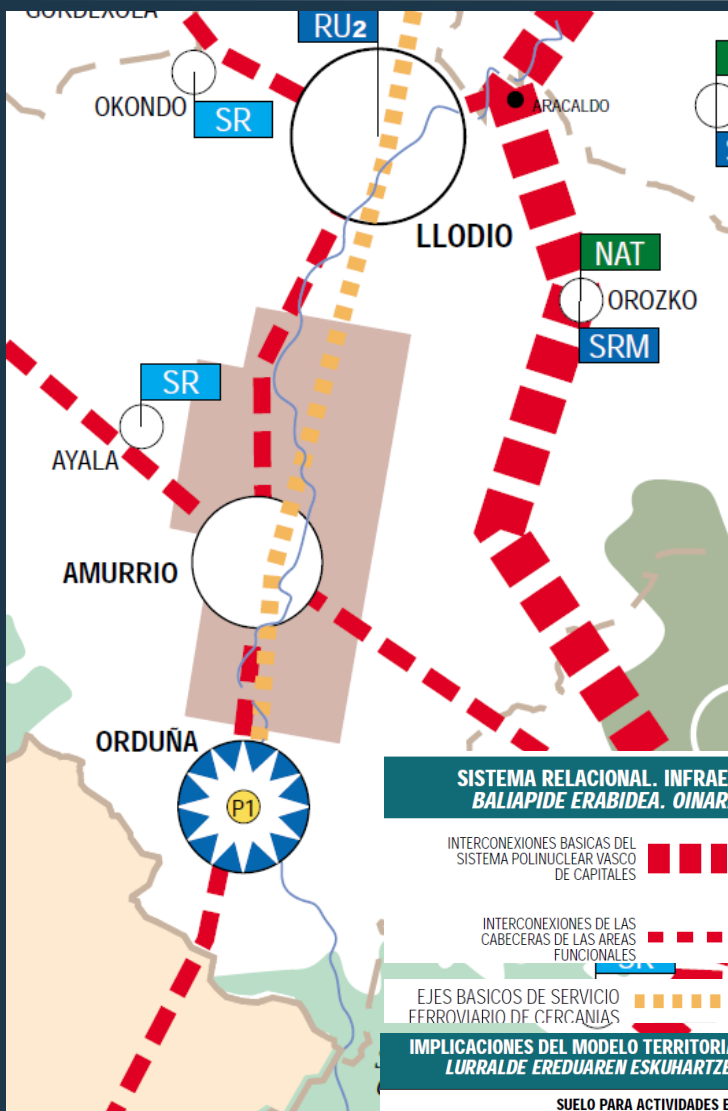 GORDEXOLA
RU2
OKONDO
SR
ARACALDO
LLODIO
NAT
OROZKO
SRM
SR
AYALA
AMURRIO
ORDUÑA
P1
SISTEMA RELACIONAL. INFRAE
BALIAPIDE ERABIDEA. OINAR
INTERCONEXIONES BASICAS DEL
SISTEMA POLINUCLEAR VASCO
DE CAPITALES
INTERCONEXIONES DE LAS
CABECERAS DE LAS AREAS
FUNCIONALES
SR
EJES BASICOS DE SERVICIO
FERROVIARIO DE CERCANIAS
IMPLICACIONES DEL MODELO TERRITORIA
LURRALDE EREDUAREN ESKUHARTZE
SUELO PARA ACTIVIDADES E